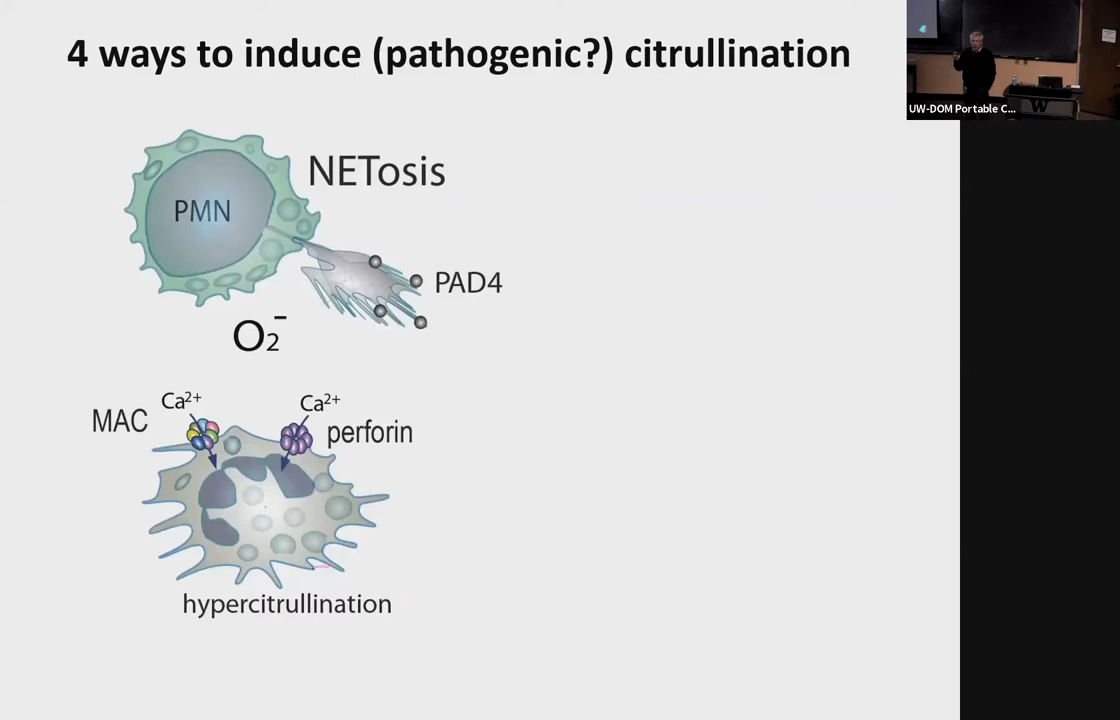 4 ways to induce (pathogenic?) citrullination
UW-DOM Portable C...
W
NETosis
PMN
PAD4
O₂⁻
Ca²⁺
Ca²⁺
MAC
perforin
hypercitrullination